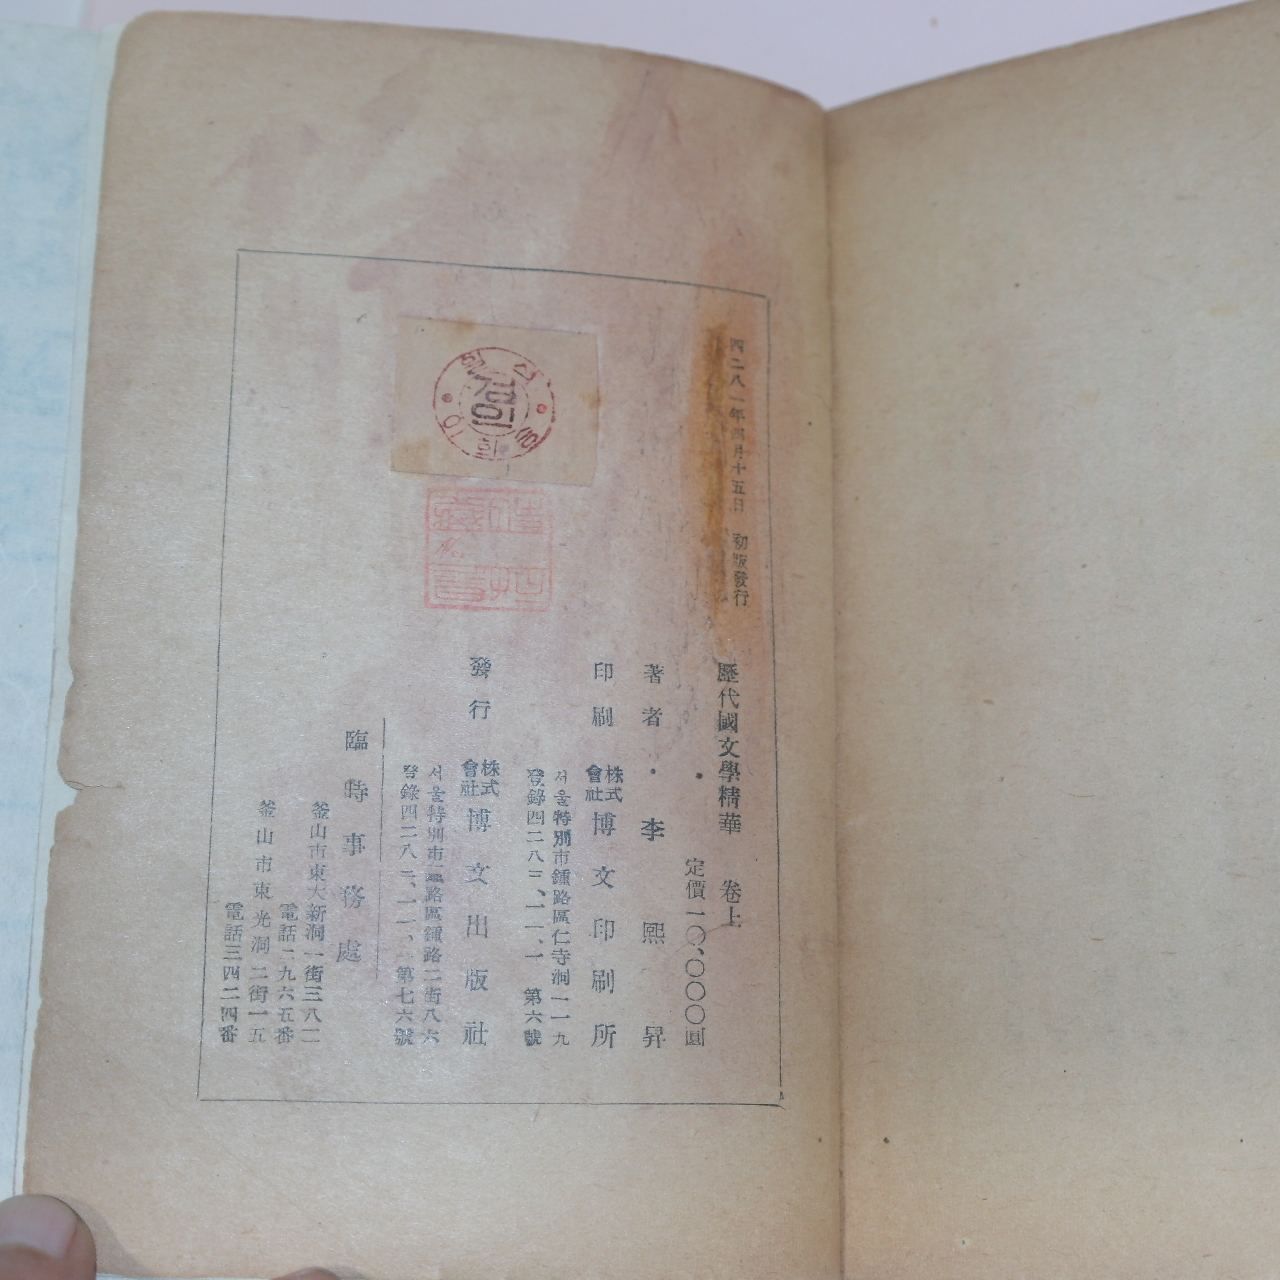 四二八一年四月十五日 初版發行
歷代國文學精華 卷上
定價一〇、〇〇〇圓
著者 李熙昇
印刷 株式會社 博文印刷所
서울特別市鍾路區仁寺洞一一九
登錄四二八三、一一、一 第六號
發行 株式會社 博文出版社
서울特別市鍾路區鍾路二街八六
登錄四二八 第七六號
臨時事務處
釜山市東大新洞一街三八二
電話二九六五番
釜山市東光洞二街一五
電話三四二四番
검인